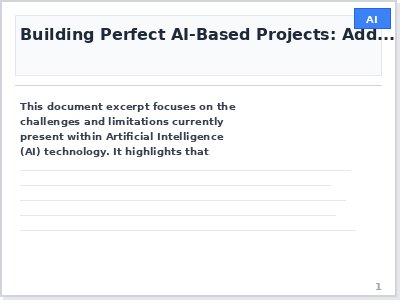 AI
Building Perfect AI-Based Projects: Add...
This document excerpt focuses on the
challenges and limitations currently
present within Artificial Intelligence
(AI) technology. It highlights that
1